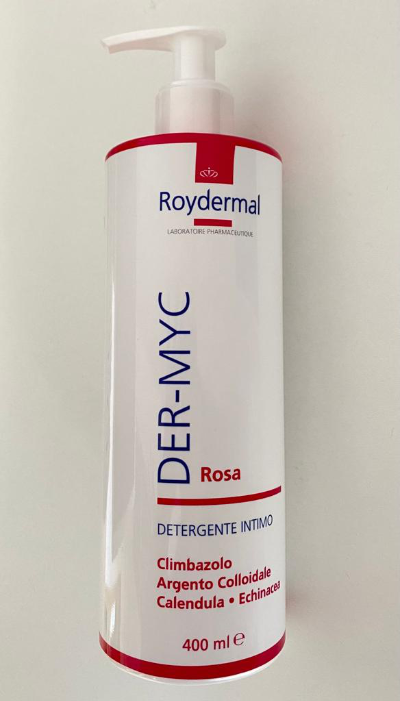 Roydermal
LABORATOIRE PHARMACEUTIQUE
DER-MYC
Rosa
DETERGENTE INTIMO
Climbazolo
Argento Colloidale
Calendula • Echinacea
400 ml ℮